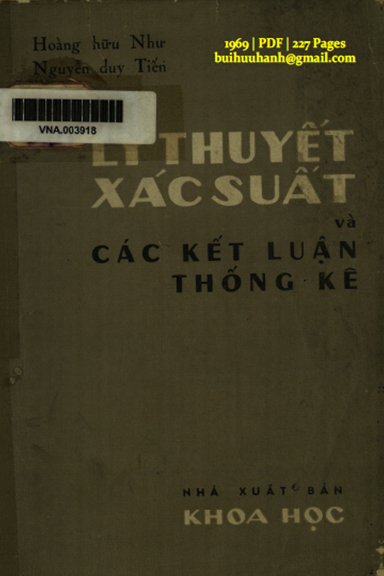 Hoàng hữu Như
Nguyễn duy Tiến
1969 | PDF | 227 Pages
buihuuhanh@gmail.com
VNA.003918
LÝ THUYẾT
XÁC SUẤT
và
CÁC KẾT LUẬN
THỐNG KÊ
NHÀ XUẤT BẢN
KHOA HỌC